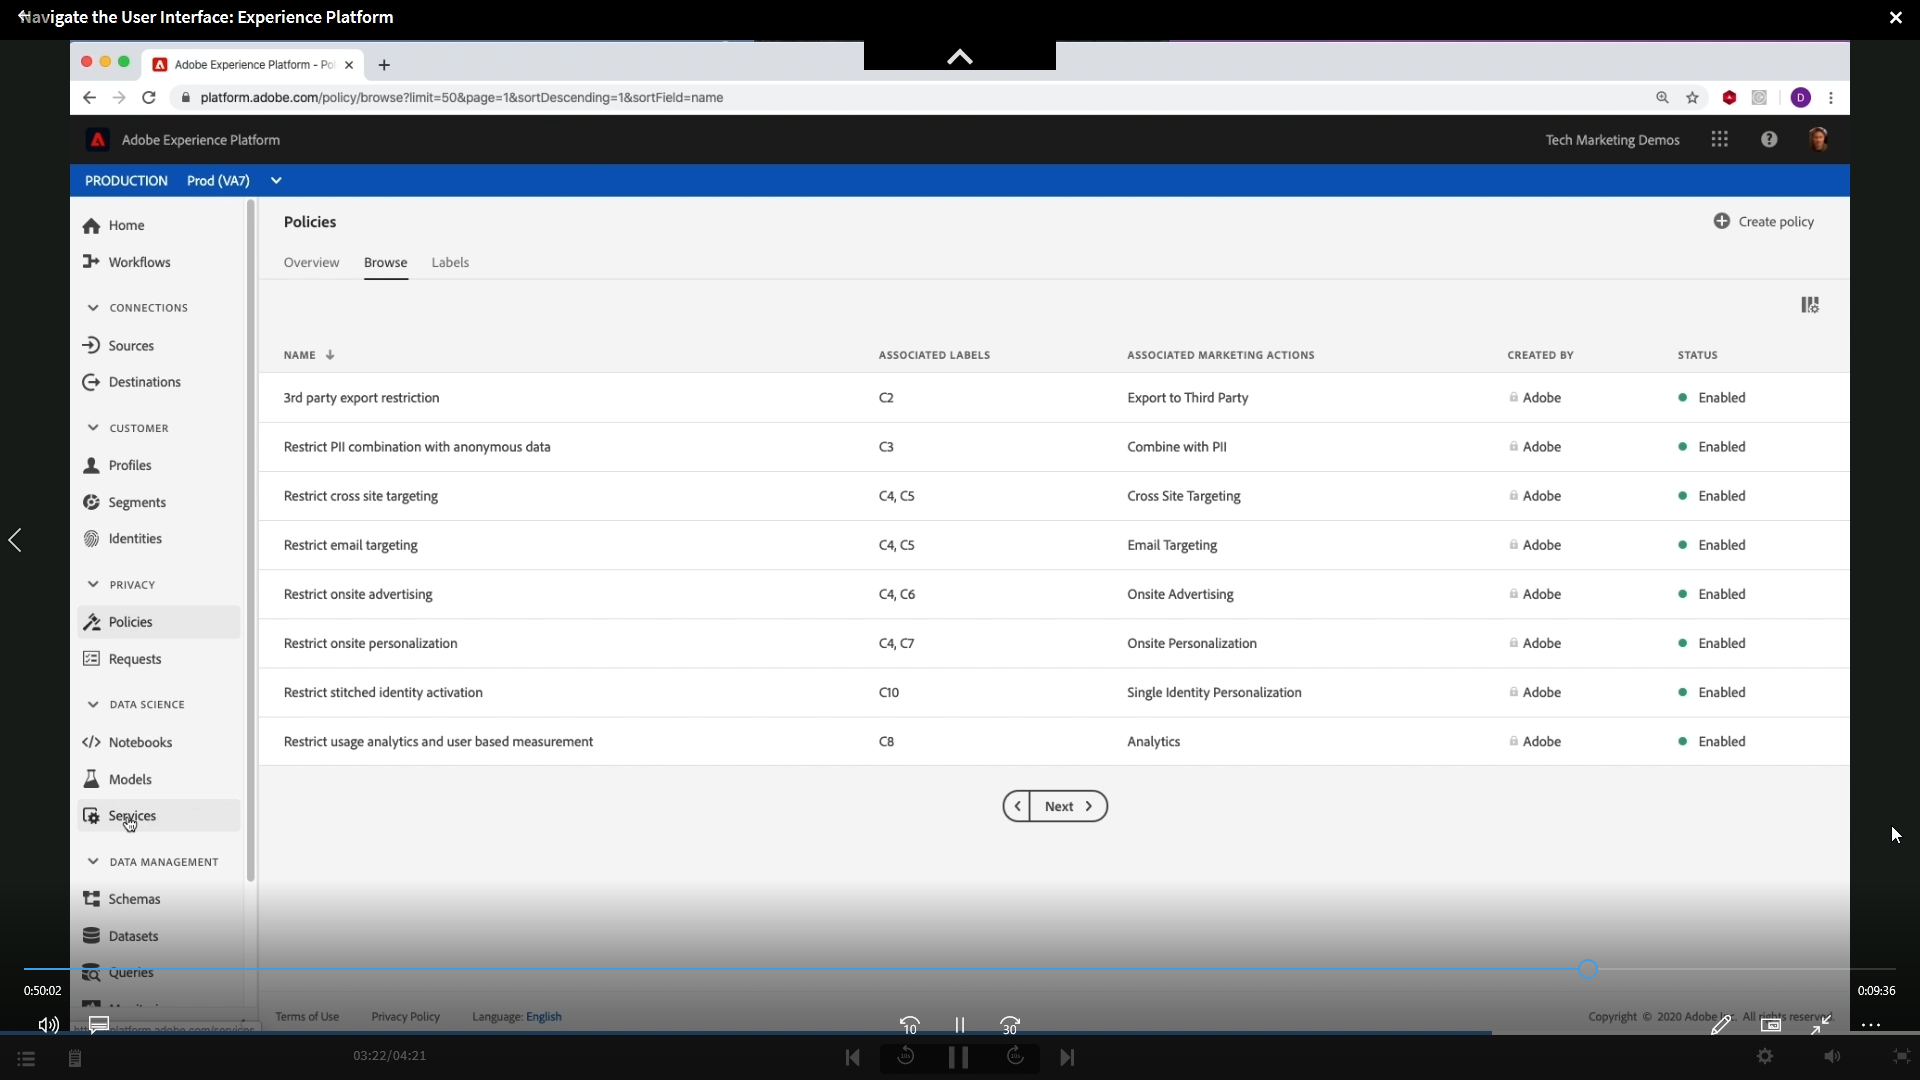 Navigate the User Interface: Experience Platform
Adobe Experience Platform - Po
platform.adobe.com/policy/browse?limit=50&page=1&sortDescending=1&sortField=name
D
Adobe Experience Platform
Tech Marketing Demos
PRODUCTION Prod (VA7)
Home
Workflows
CONNECTIONS
Sources
Destinations
CUSTOMER
Profiles
Segments
Identities
PRIVACY
Policies
Requests
DATA SCIENCE
Notebooks
Models
Services
DATA MANAGEMENT
Schemas
Datasets
Queries
Policies
Create policy
Overview Browse Labels
NAME ASSOCIATED LABELS ASSOCIATED MARKETING ACTIONS CREATED BY STATUS
3rd party export restriction C2 Export to Third Party Adobe Enabled
Restrict PII combination with anonymous data C3 Combine with PII Adobe Enabled
Restrict cross site targeting C4, C5 Cross Site Targeting Adobe Enabled
Restrict email targeting C4, C5 Email Targeting Adobe Enabled
Restrict onsite advertising C4, C6 Onsite Advertising Adobe Enabled
Restrict onsite personalization C4, C7 Onsite Personalization Adobe Enabled
Restrict stitched identity activation C10 Single Identity Personalization Adobe Enabled
Restrict usage analytics and user based measurement C8 Analytics Adobe Enabled
Next
0:50:02
0:09:36
Terms of Use Privacy Policy Language: English
Copyright © 2020 Adobe All rights reserved.
10
30
03:22/04:21
10s
10s